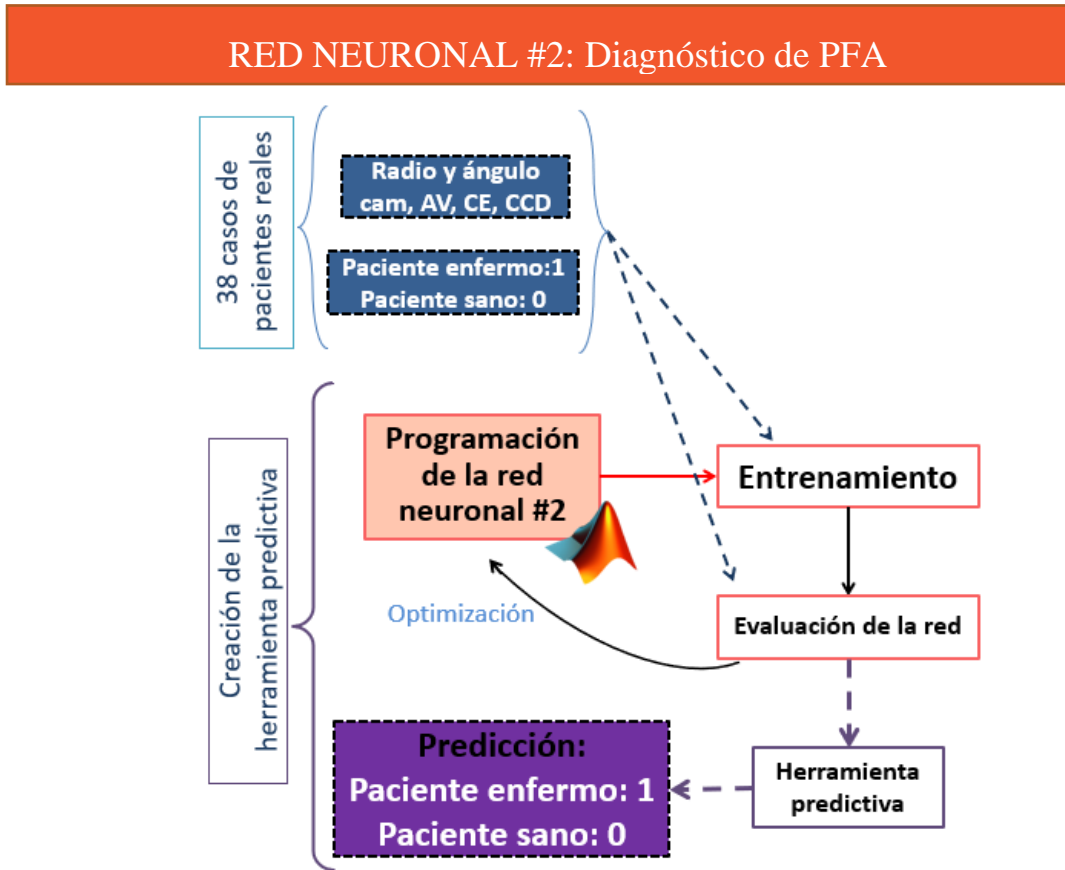 RED NEURONAL #2: Diagnóstico de PFA
38 casos de
pacientes reales
Radio y ángulo
cam, AV, CE, CCD
Paciente enfermo:1
Paciente sano: 0
Creación de la
herramienta predictiva
Programación
de la red
neuronal #2
Entrenamiento
Optimización
Evaluación de la red
Predicción:
Paciente enfermo: 1
Paciente sano: 0
Herramienta
predictiva